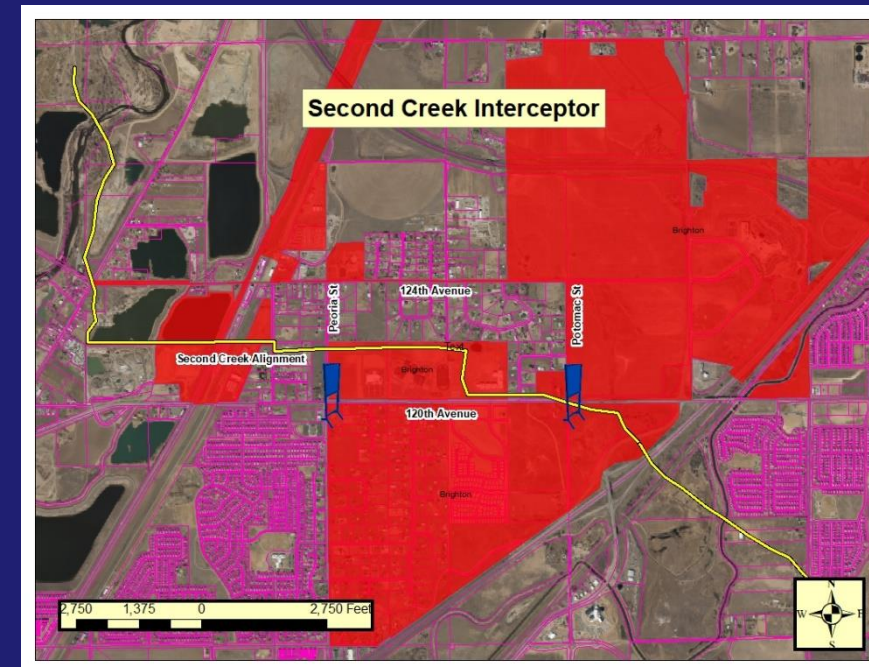 Second Creek Interceptor
Brighton
124th Avenue
Peoria St
Potomac St
Text
Second Creek Alignment
Brighton
120th Avenue
Brighton
2,750 1,375 0 2,750 Feet
N
W E
S